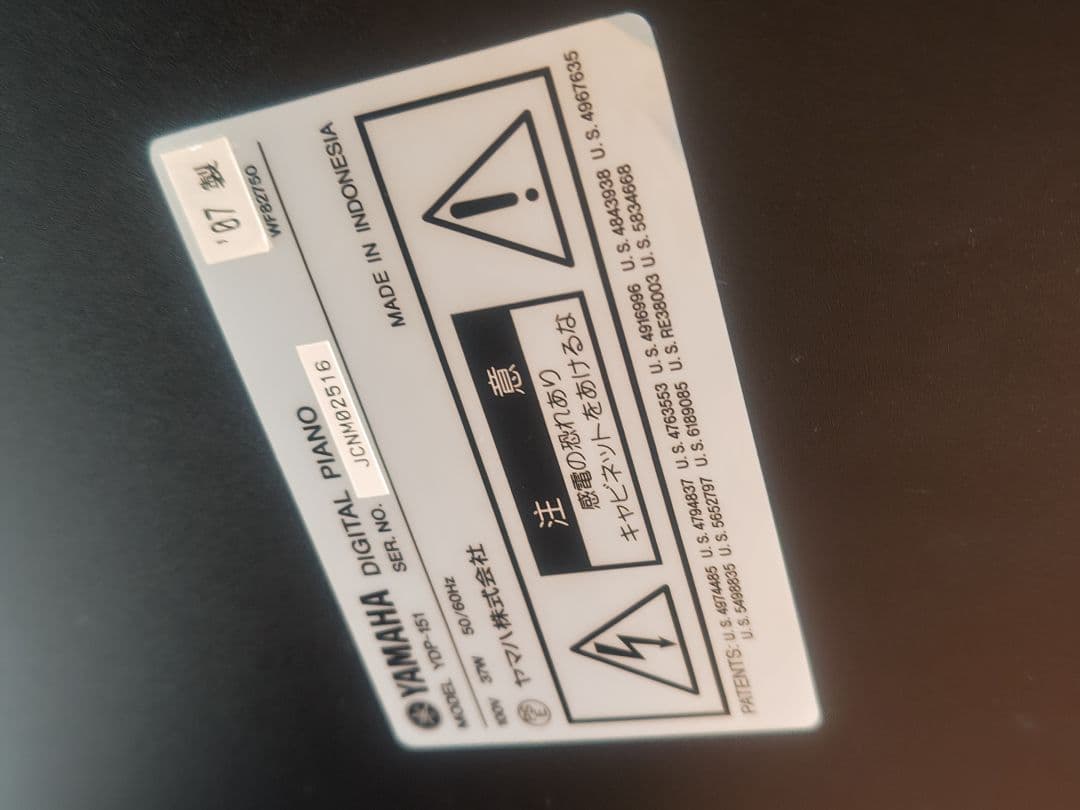 '07 製
WF82750
YAMAHA DIGITAL PIANO
MODEL YDP-151 SER. NO. JCNM02516
100V 37W 50/60Hz MADE IN INDONESIA
PSE ヤマハ株式会社
注 意
感電の恐れあり
キャビネットをあけるな
PATENTS: U.S. 4974485 U.S. 4794837 U.S. 4763553 U.S. 4916996 U.S. 4843938 U.S. 4967635
U.S. 5498835 U.S. 5652797 U.S. 6189085 U.S. RE38003 U.S. 5834668